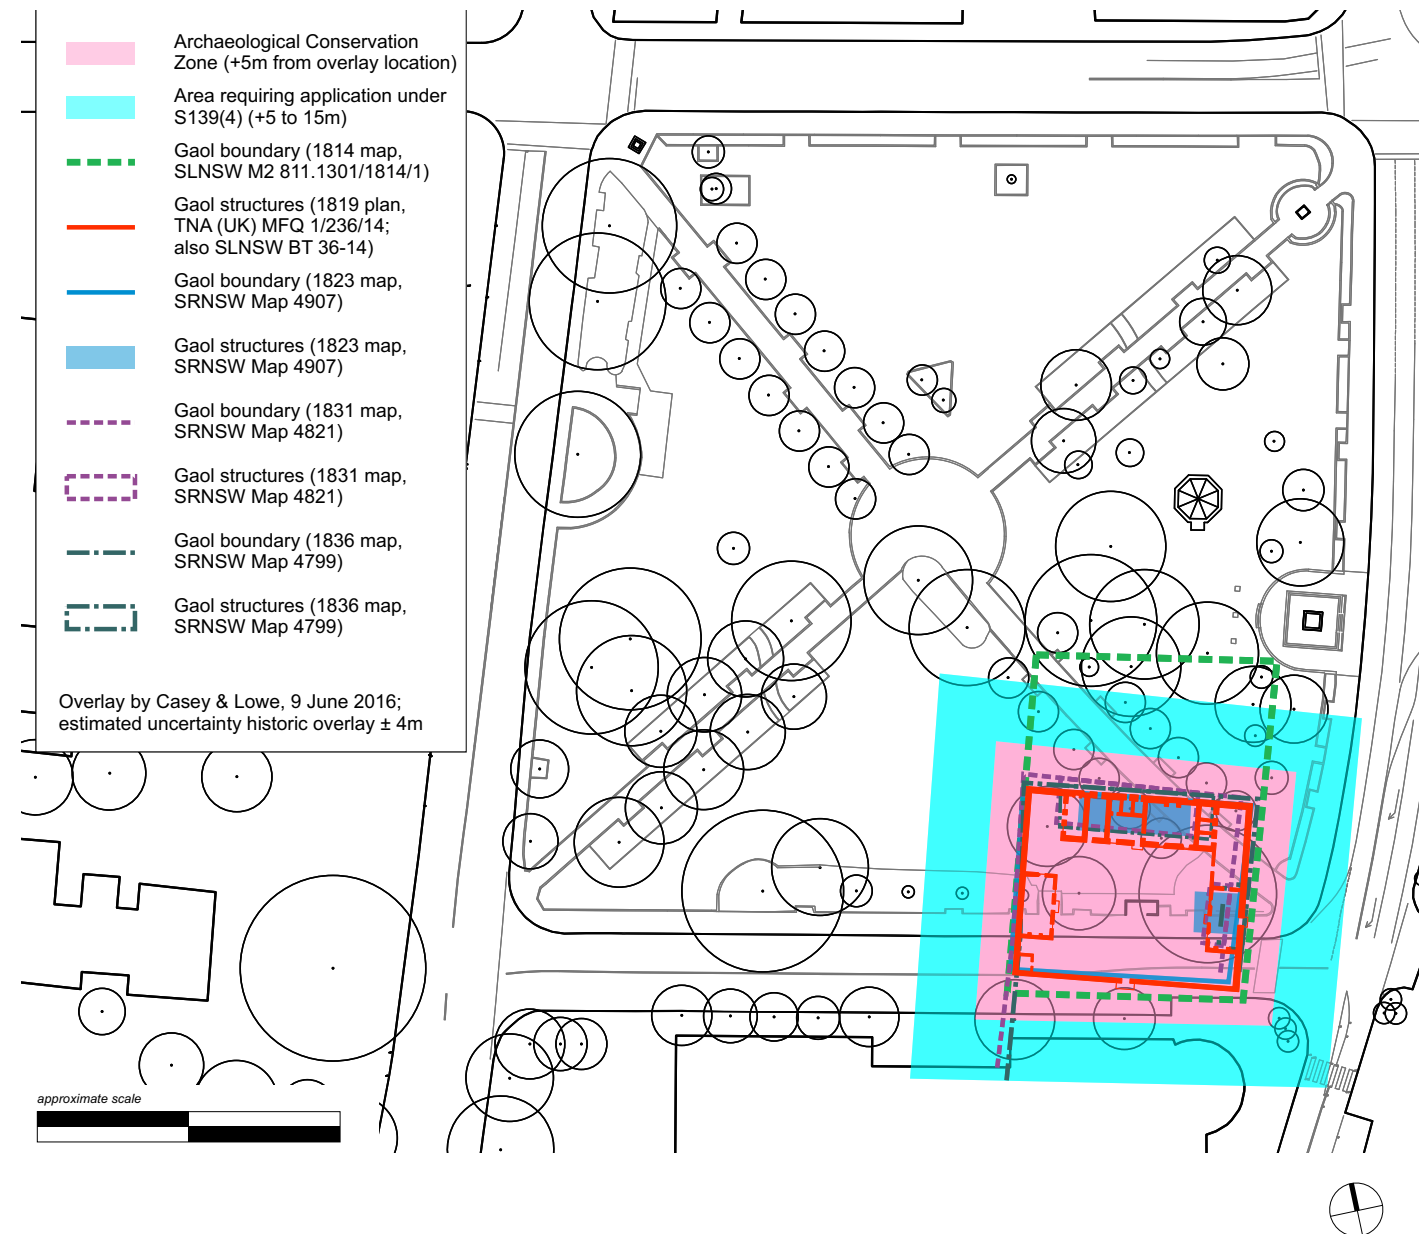 Archaeological Conservation
Zone (+5m from overlay location)
Area requiring application under
S139(4) (+5 to 15m)
Gaol boundary (1814 map,
SLNSW M2 811.1301/1814/1)
Gaol structures (1819 plan,
TNA (UK) MFQ 1/236/14;
also SLNSW BT 36-14)
Gaol boundary (1823 map,
SRNSW Map 4907)
Gaol structures (1823 map,
SRNSW Map 4907)
Gaol boundary (1831 map,
SRNSW Map 4821)
Gaol structures (1831 map,
SRNSW Map 4821)
Gaol boundary (1836 map,
SRNSW Map 4799)
Gaol structures (1836 map,
SRNSW Map 4799)
Overlay by Casey & Lowe, 9 June 2016;
estimated uncertainty historic overlay ± 4m
approximate scale